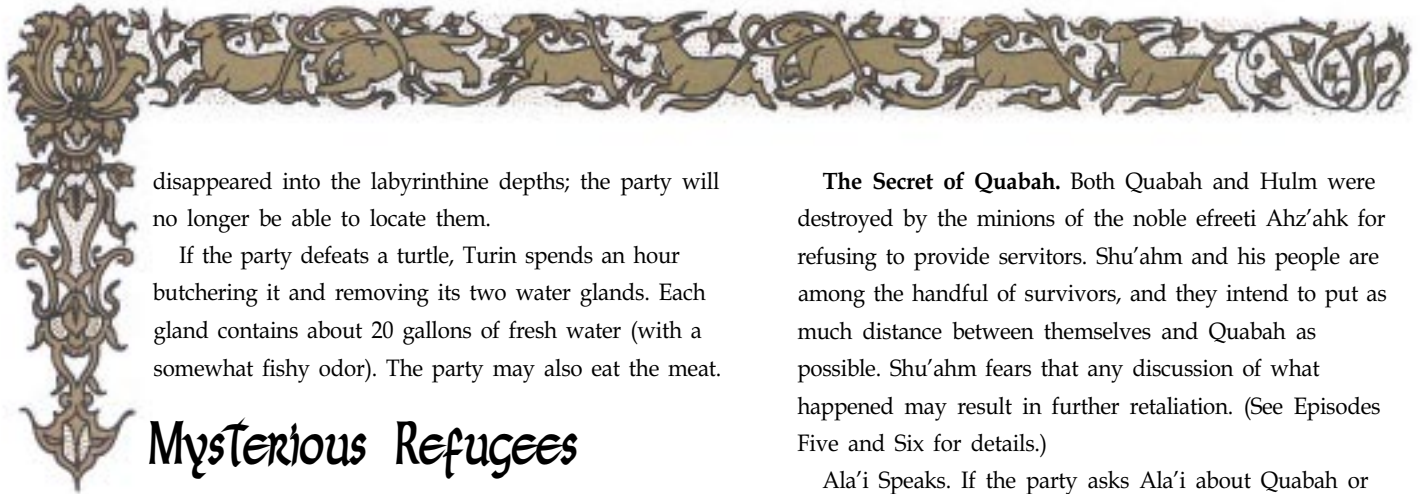 disappeared into the labyrinthine depths; the party will
no longer be able to locate them.
If the party defeats a turtle, Turin spends an hour
butchering it and removing its two water glands. Each
gland contains about 20 gallons of fresh water (with a
somewhat fishy odor). The party may also eat the meat.
Mysterious Refugees
The Secret of Quabah. Both Quabah and Hulm were
destroyed by the minions of the noble efreeti Ahz'ahk for
refusing to provide servitors. Shu'ahm and his people are
among the handful of survivors, and they intend to put as
much distance between themselves and Quabah as
possible. Shu'ahm fears that any discussion of what
happened may result in further retaliation. (See Episodes
Five and Six for details.)
Ala'i Speaks. If the party asks Ala'i about Quabah or